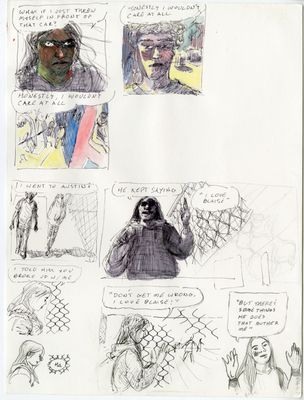 WHAT IF I JUST THREW
MYSELF IN FRONT OF
THAT CAR?
HONESTLY I WOULDN'T
CARE AT ALL.
HONESTLY, I WOULDN'T
CARE AT ALL
I WENT TO AUSTIN'S
HE KEPT SAYING
"I LOVE
BLAISE"
I TOLD HIM YOU
BROKE UP W/ ME
"DON'T GET ME WRONG,
I LOVE BLAISE!"
"BUT THERE'S
SOME THINGS
HE DOES
THAT BOTHER
ME"